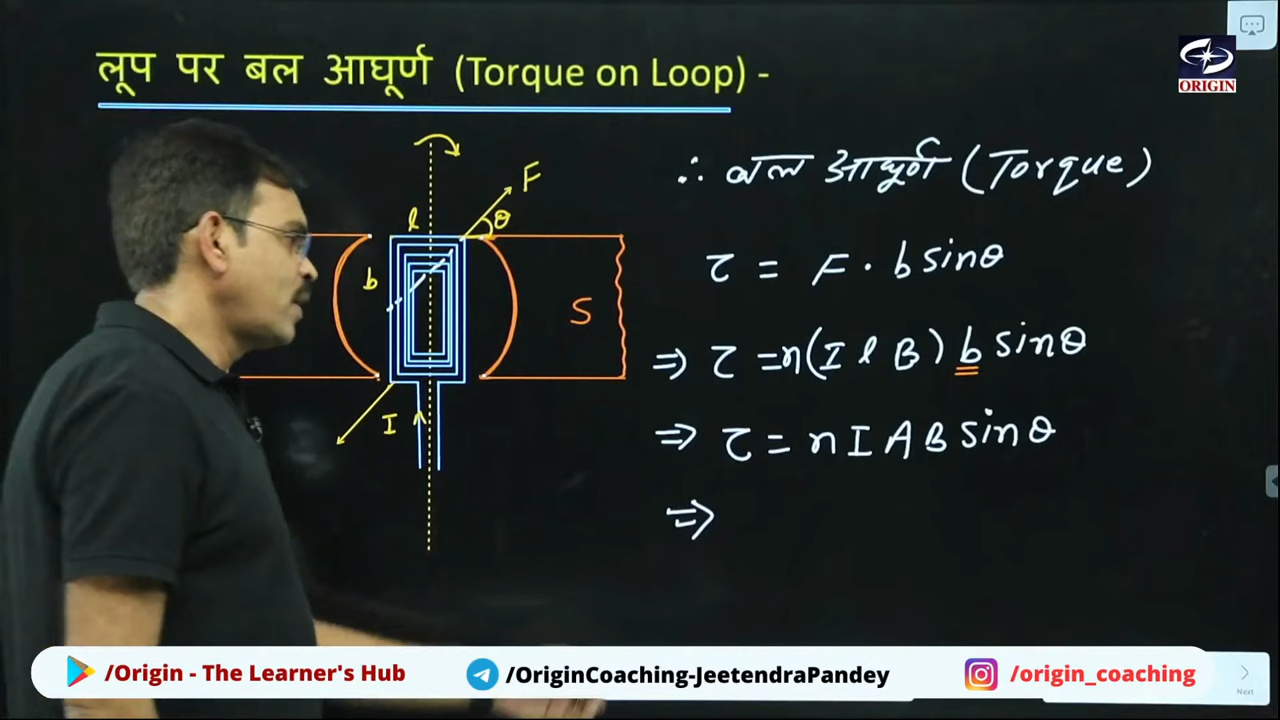 लूप पर बल आघूर्ण (Torque on Loop) -
ORIGIN
∴ बल आघूर्ण (Torque)
F
θ
l
b
S
I
τ = F · b sinθ
⇒ τ = n(I l B) b sinθ
⇒ τ = n I A B sinθ
⇒
/Origin - The Learner's Hub
/OriginCoaching-JeetendraPandey
/origin_coaching
Next